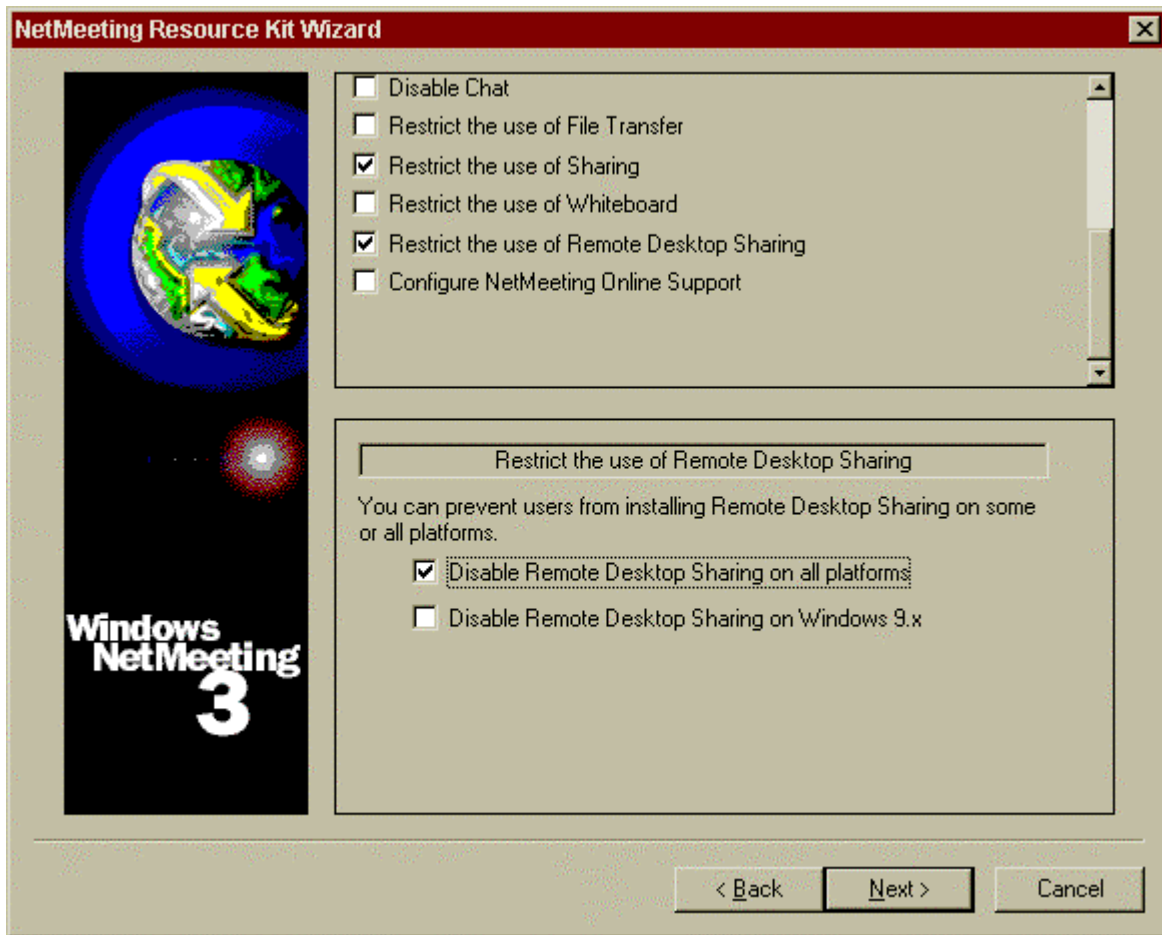 NetMeeting Resource Kit Wizard
Disable Chat
Restrict the use of File Transfer
Restrict the use of Sharing
Restrict the use of Whiteboard
Restrict the use of Remote Desktop Sharing
Configure NetMeeting Online Support
Restrict the use of Remote Desktop Sharing
You can prevent users from installing Remote Desktop Sharing on some
or all platforms.
Disable Remote Desktop Sharing on all platforms
Disable Remote Desktop Sharing on Windows 9.x
Windows
NetMeeting
3
< Back
Next >
Cancel